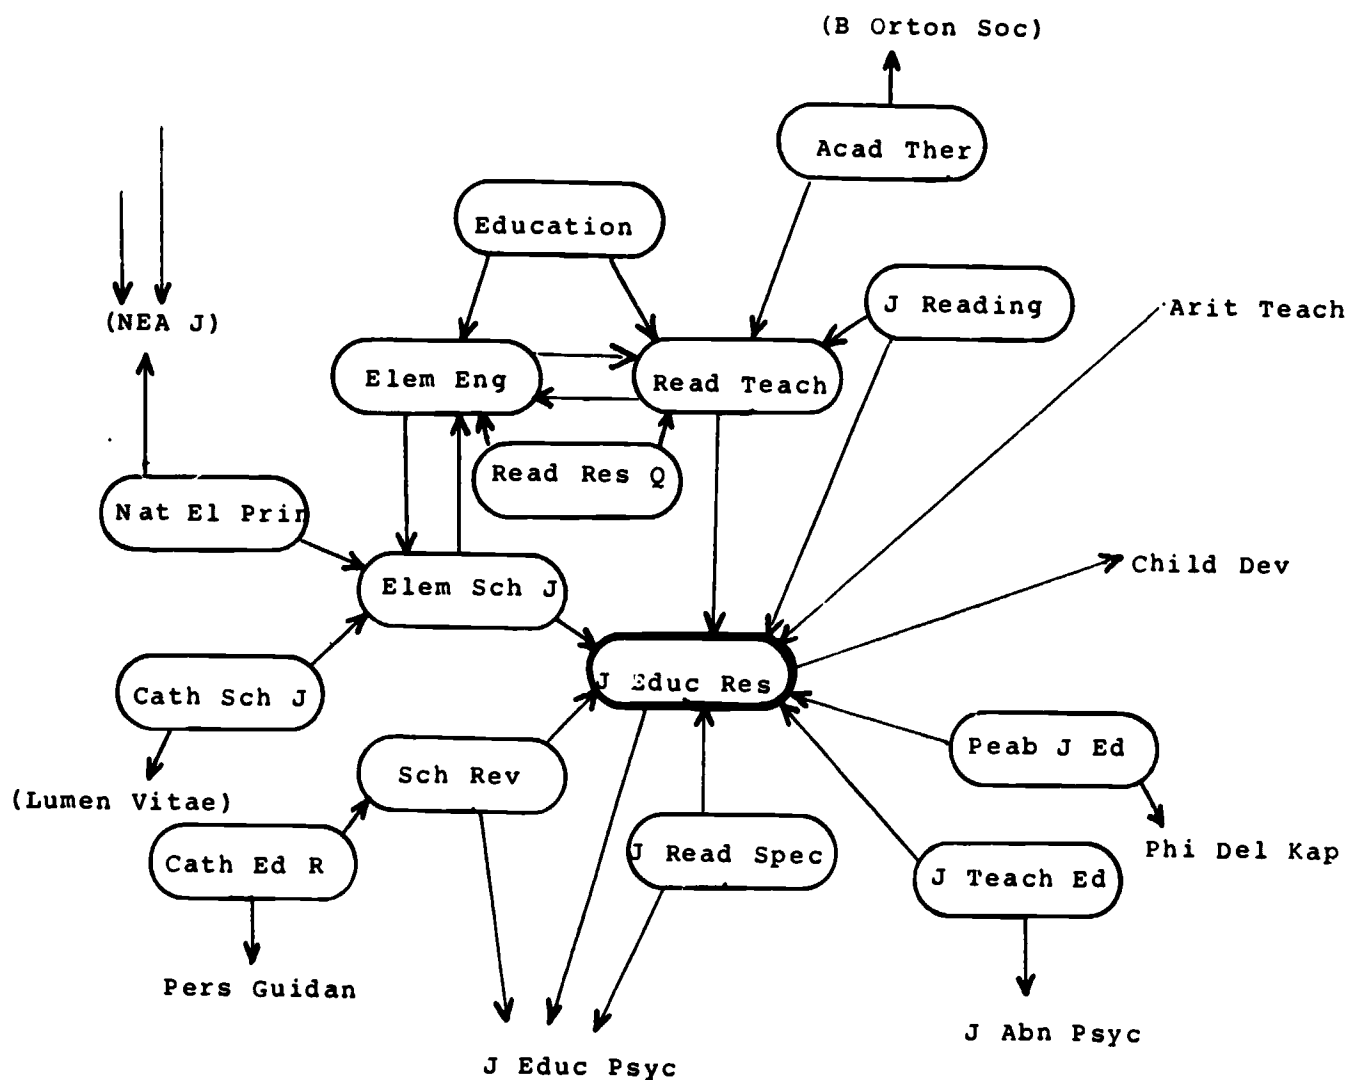 (B Orton Soc)
Acad Ther
Education
J Reading
Arit Teach
(NEA J)
Elem Eng
Read Teach
Read Res Q
Nat El Prin
Child Dev
Elem Sch J
J Educ Res
Cath Sch J
Peab J Ed
Sch Rev
(Lumen Vitae)
Phi Del Kap
J Read Spec
Cath Ed R
J Teach Ed
Pers Guidan
J Abn Psyc
J Educ Psyc